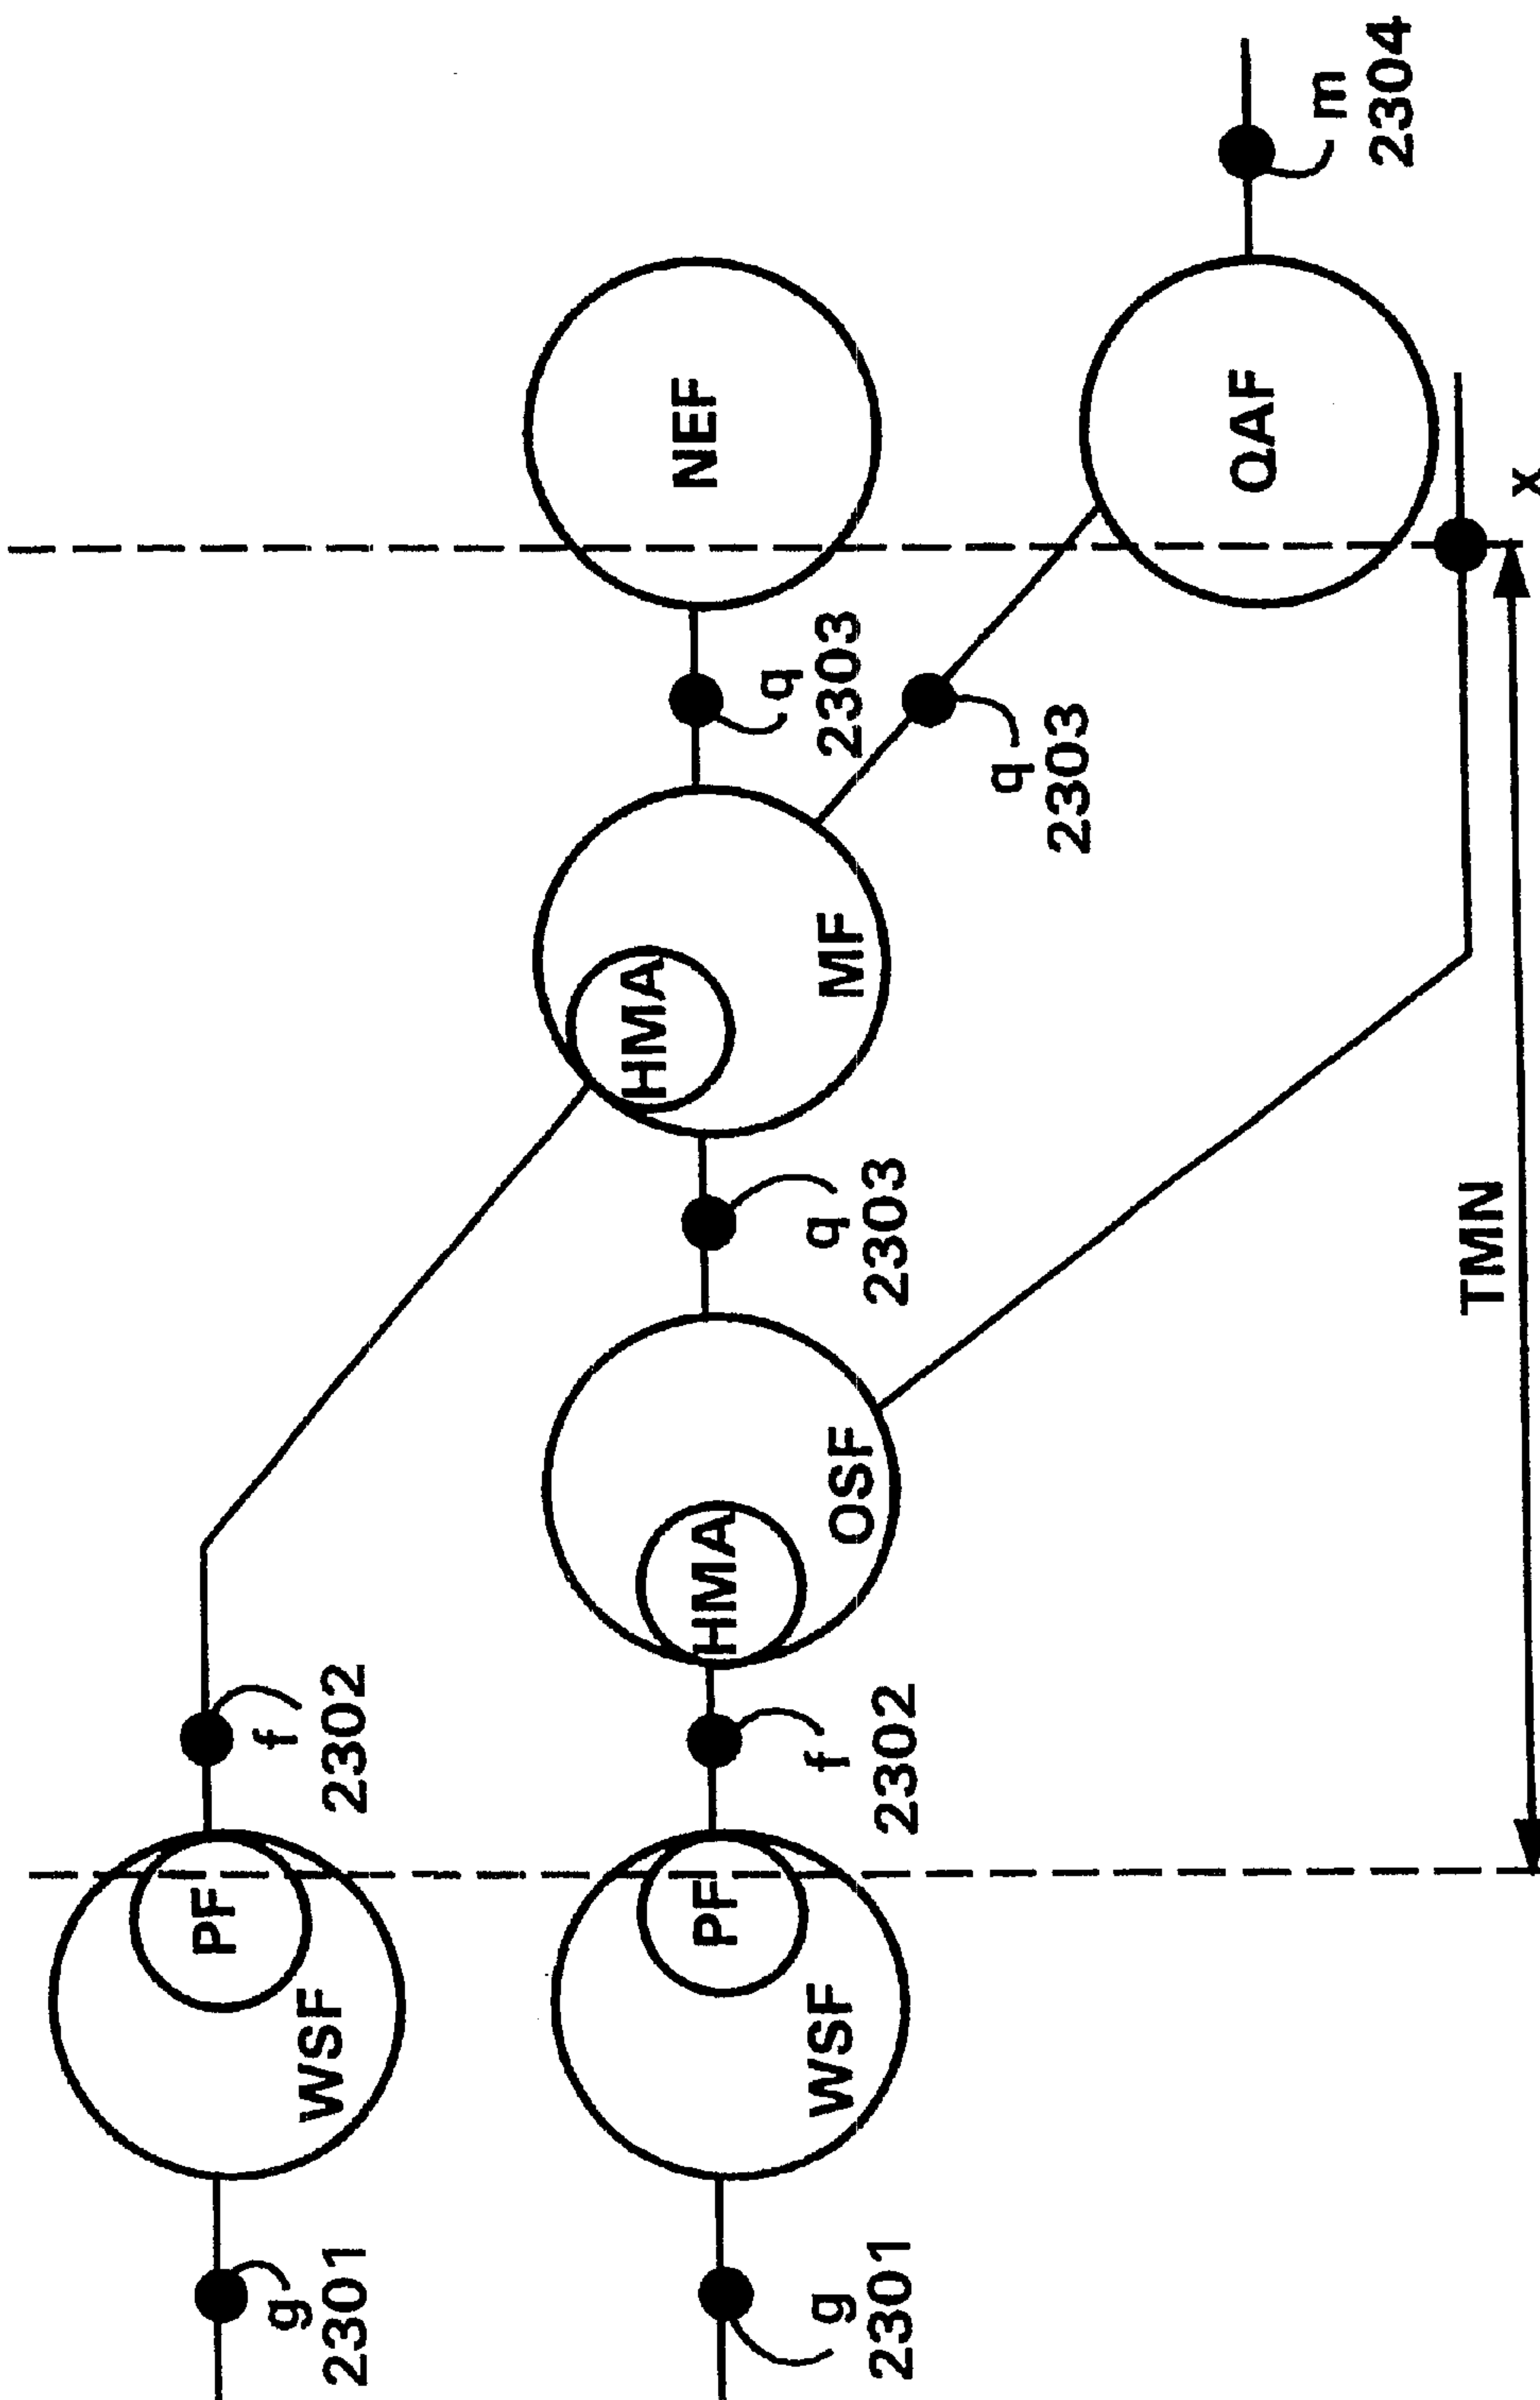 g
2301
WSF
PF
f
2302
HMA
MF
q
2303
NEF
g
2301
WSF
PF
f
2302
HMA
OSF
q
2303
q
2303
QAF
m
2304
TMN
x